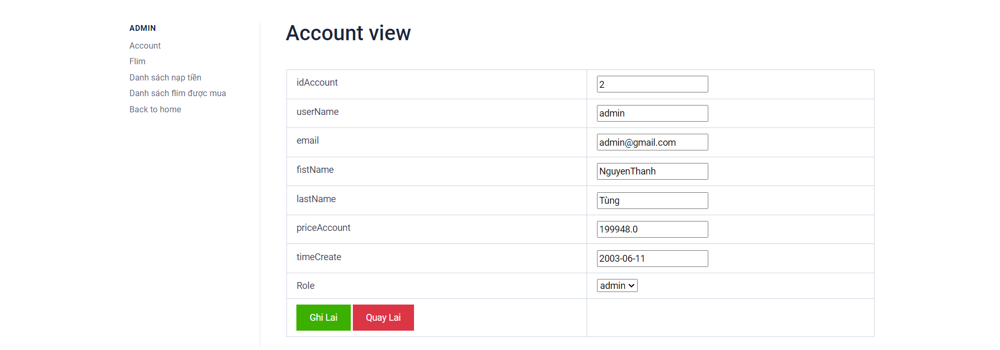 ADMIN
Account
Flim
Danh sách nạp tiền
Danh sách flim được mua
Back to home
Account view
idAccount 2
userName admin
email admin@gmail.com
fistName NguyenThanh
lastName Tùng
priceAccount 199948.0
timeCreate 2003-06-11
Role admin
Ghi Lai Quay Lai